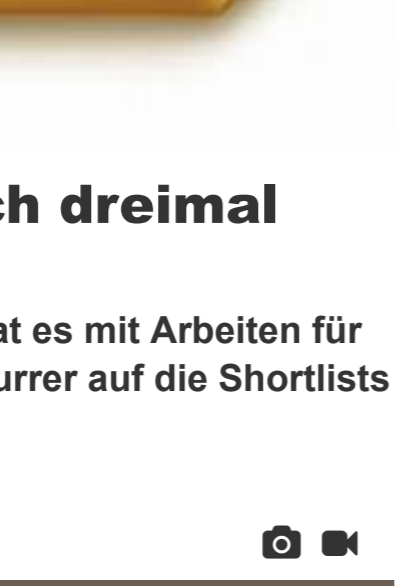 ch dreimal
at es mit Arbeiten für
urrer auf die Shortlists